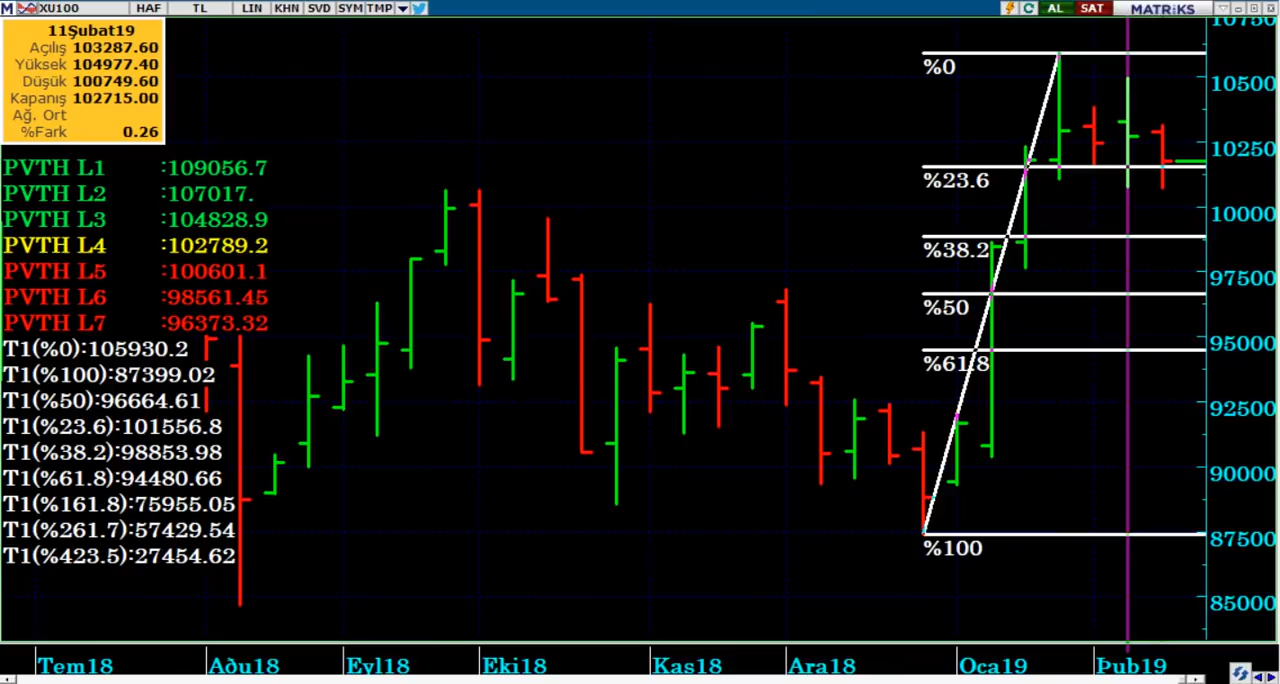 XU100 HAF TL LIN KHN SVD SYM TMP AL SAT MATRiKS
11Şubat19
Açılış 103287.60
Yüksek 104977.40
Düşük 100749.60
Kapanış 102715.00
Ağ. Ort
%Fark 0.26
PVTH L1 :109056.7
PVTH L2 :107017.
PVTH L3 :104828.9
PVTH L4 :102789.2
PVTH L5 :100601.1
PVTH L6 :98561.45
PVTH L7 :96373.32
T1(%0):105930.2
T1(%100):87399.02
T1(%50):96664.61
T1(%23.6):101556.8
T1(%38.2):98853.98
T1(%61.8):94480.66
T1(%161.8):75955.05
T1(%261.7):57429.54
T1(%423.5):27454.62
%0
%23.6
%38.2
%50
%61.8
%100
10750
10500
10250
10000
97500
95000
92500
90000
87500
85000
Tem18 Aðu18 Eyl18 Eki18 Kas18 Ara18 Oca19 Þub19